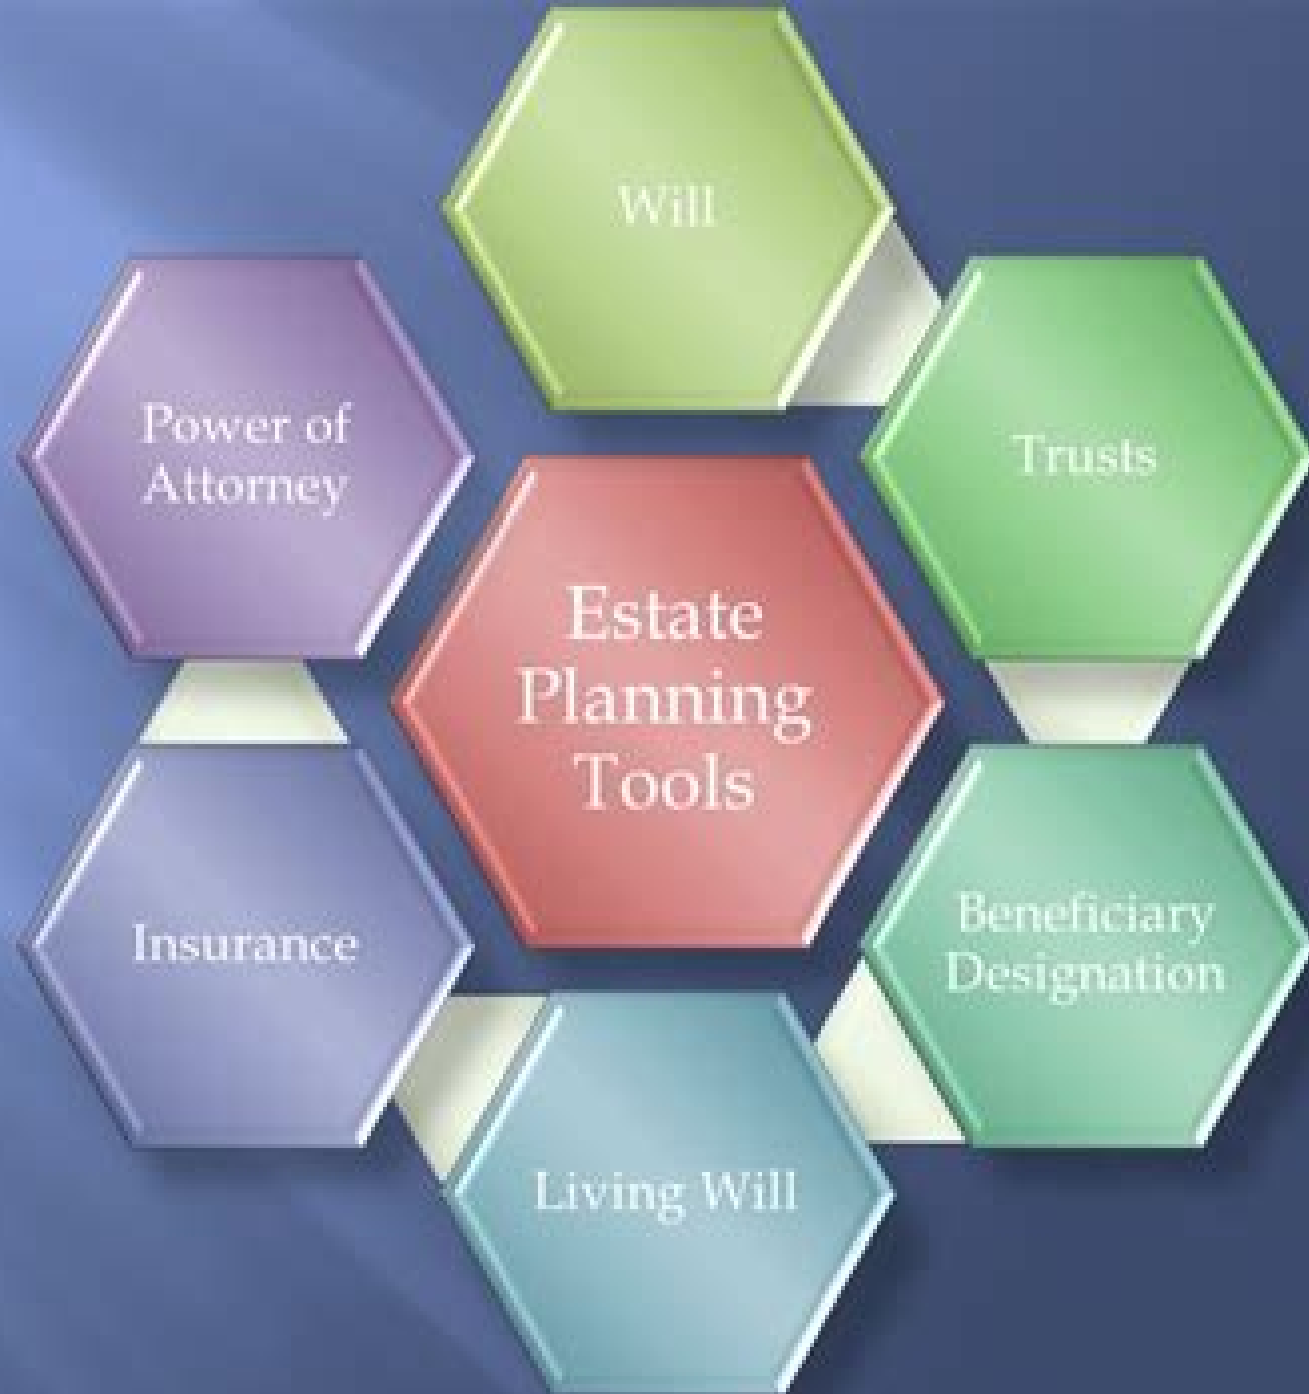 Will
Power of
Attorney
Trusts
Estate
Planning
Tools
Insurance
Beneficiary
Designation
Living Will